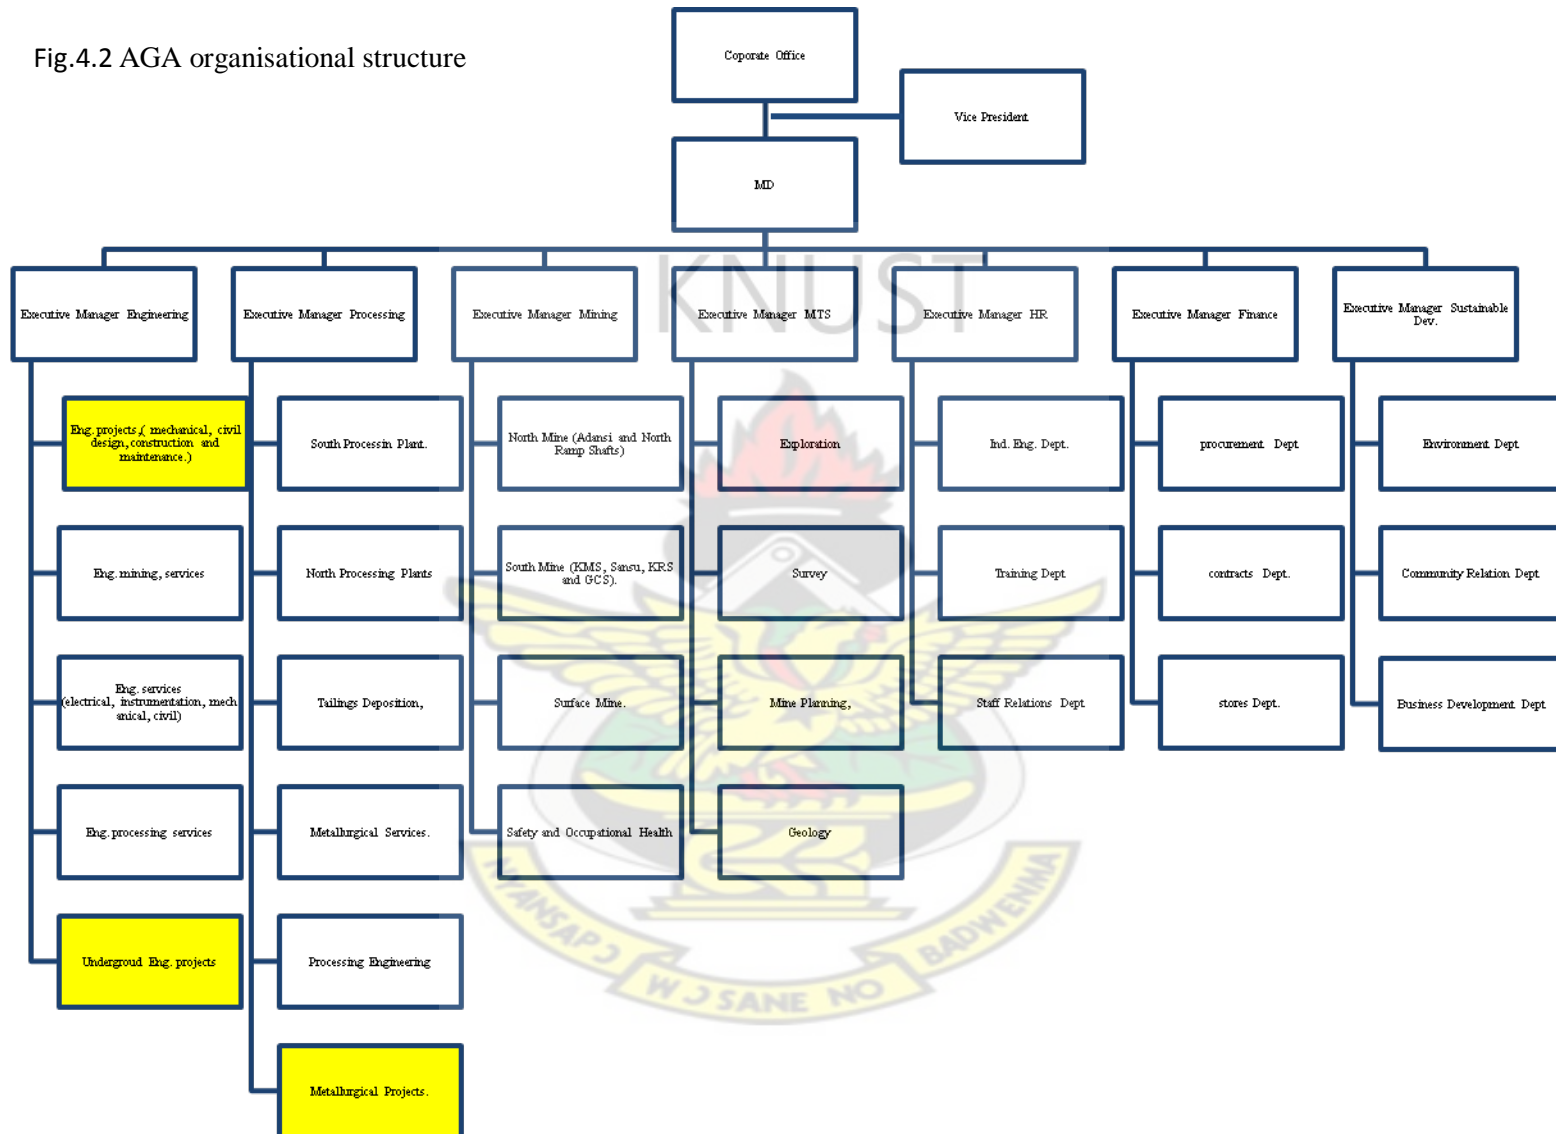 Fig.4.2 AGA organisational structure
Coporate Office
Vice President
MD
KNUST
Executive Manager Engineering
Executive Manager Processing
Executive Manager Mining
Executive Manager MTS
Executive Manager HR
Executive Manager Finance
Executive Manager Sustainable
Dev.
Eng. projects,( mechanical, civil
design, construction and
maintenance.)
South Processin Plant.
North Mine (Adansi and North
Ramp Shafts)
Exploration
Ind. Eng. Dept.
procurement Dept
Environment Dept
Eng. mining, services
North Processing Plants
South Mine (KMS, Sansu, KRS
and GCS).
Survey
Training Dept
contracts Dept.
Community Relation Dept
Eng. services
(electrical, instrumentation, mech
anical, civil)
Tailings Deposition,
Surface Mine.
Mine Planning,
Staff Relations Dept
stores Dept.
Business Development Dept
Eng. processing services
Metallurgical Services.
Safety and Occupational Health
Geology
Undergroud Eng. projects
Processing Engineering
Metallurgical Projects.
NYANSAPƆ WƆSANE NO BADWENMA